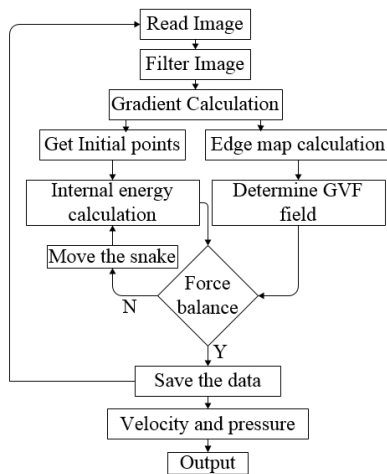 Read Image
Filter Image
Gradient Calculation
Get Initial points
Edge map calculation
Internal energy
calculation
Determine GVF
field
Move the snake
Force
balance
N
Y
Save the data
Velocity and pressure
Output